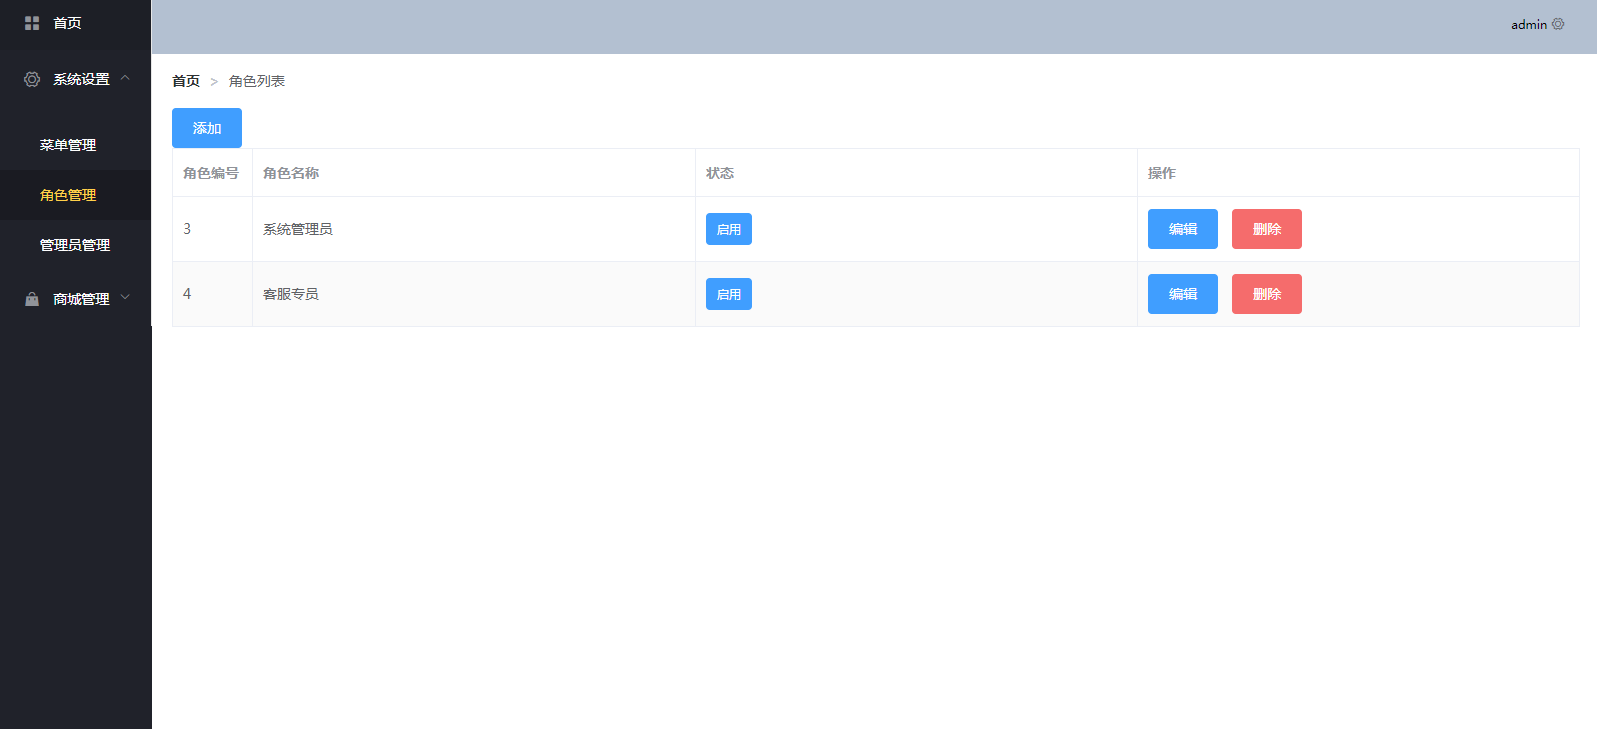 首页
系统设置
菜单管理
角色管理
管理员管理
商城管理
admin
首页 > 角色列表
添加
角色编号 角色名称 状态 操作
3 系统管理员 启用 编辑 删除
4 客服专员 启用 编辑 删除